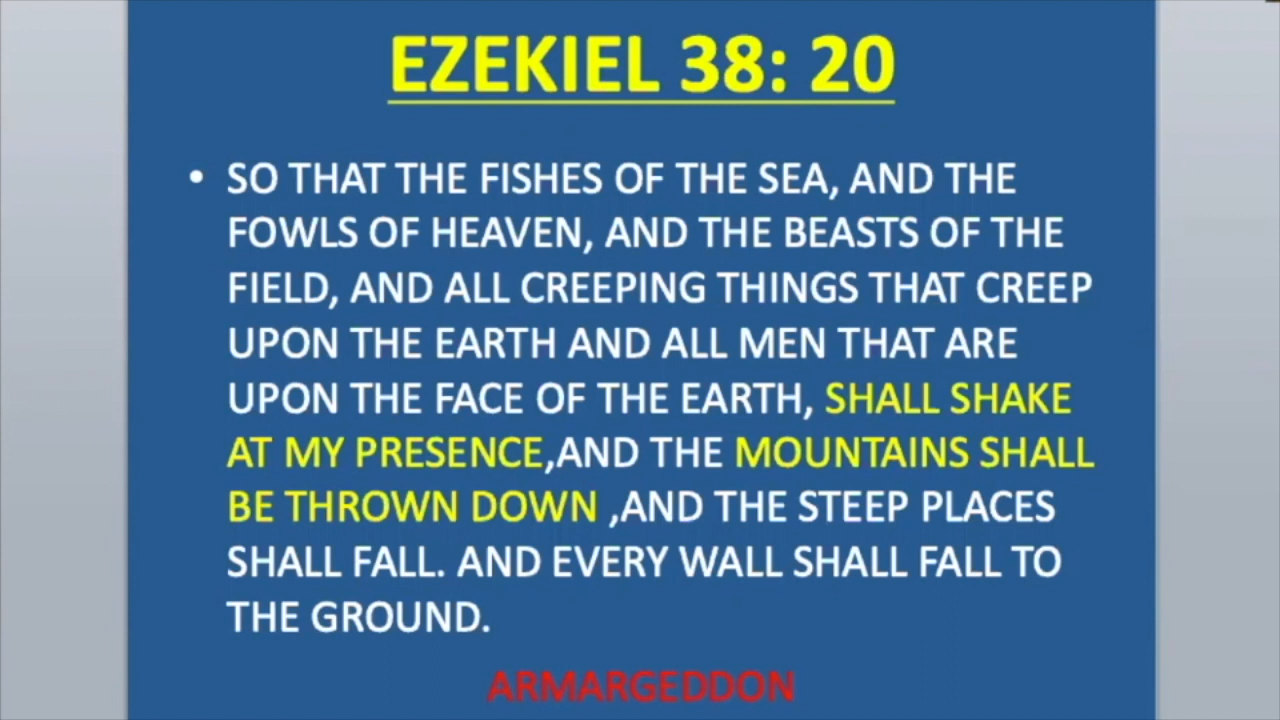 EZEKIEL 38: 20
• SO THAT THE FISHES OF THE SEA, AND THE
FOWLS OF HEAVEN, AND THE BEASTS OF THE
FIELD, AND ALL CREEPING THINGS THAT CREEP
UPON THE EARTH AND ALL MEN THAT ARE
UPON THE FACE OF THE EARTH, SHALL SHAKE
AT MY PRESENCE,AND THE MOUNTAINS SHALL
BE THROWN DOWN ,AND THE STEEP PLACES
SHALL FALL. AND EVERY WALL SHALL FALL TO
THE GROUND.
ARMARGEDDON